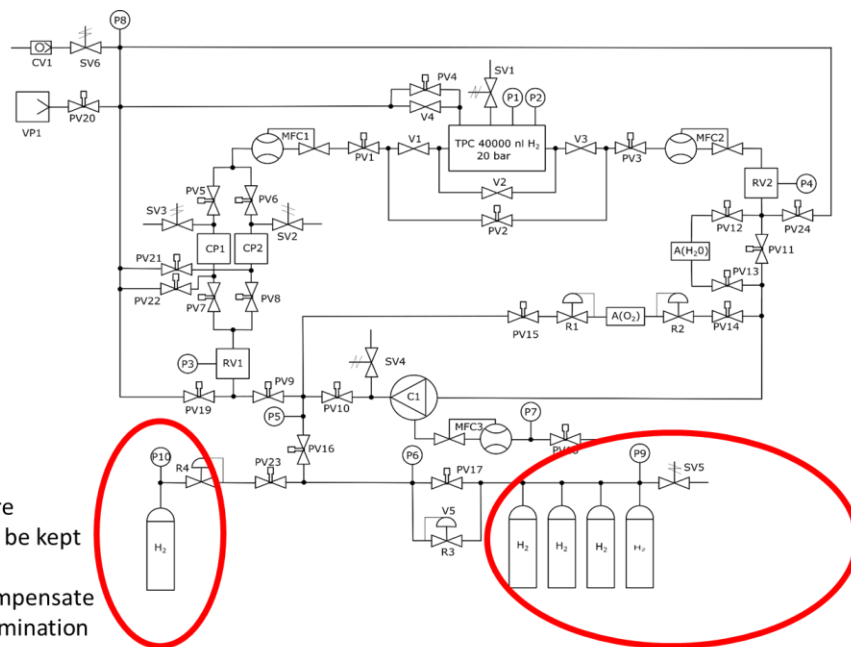 P8
CV1
SV6
VP1
PV20
PV4
V4
SV1
P1
P2
MFC1
PV1
V1
TPC 40000 nl H₂
20 bar
V3
PV3
MFC2
V2
PV2
RV2
P4
PV5
PV6
SV3
SV2
CP1
CP2
PV21
PV22
PV7
PV8
PV12
PV24
A(H₂0)
PV11
PV13
PV15
R1
A(O₂)
R2
PV14
P3
RV1
SV4
PV19
PV9
PV10
C1
P5
PV16
MFC3
P7
P10
R4
PV23
P6
PV17
P9
SV5
V5
R3
H₂
H₂
H₂
H₂
re
be kept
mpensate
mination